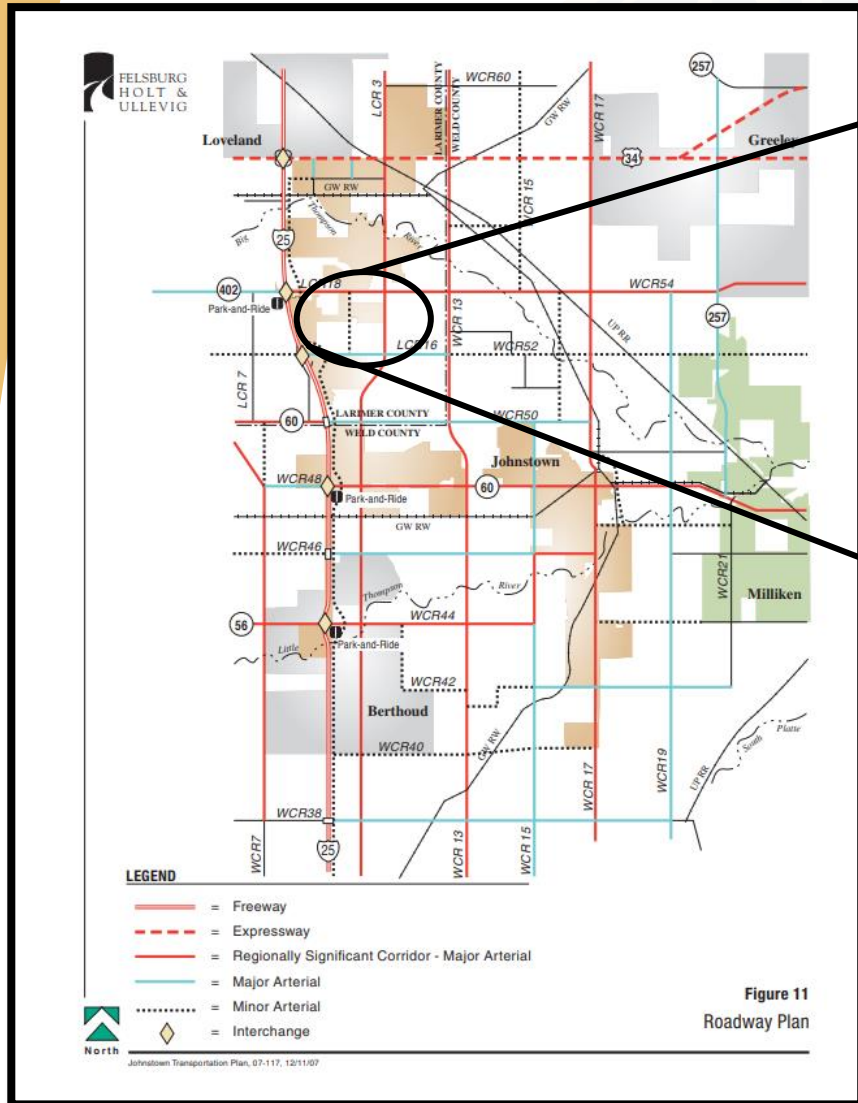 FELSBURG
HOLT &
ULLEVIG
WCR60
257
LCR 3
LARIMER COUNTY
WELD COUNTY
GW RW
WCR 17
Loveland
Greeley
34
GW RW
WCR 15
Big
Thompson
River
25
402
LCR18
WCR54
Park-and-Ride
WCR 13
257
UP RR
LCR16
WCR52
LCR 7
60
LARIMER COUNTY
WELD COUNTY
WCR50
Johnstown
WCR48
60
Park-and-Ride
GW RW
WCR46
WCR21
Thompson
River
Milliken
56
WCR44
Little
Park-and-Ride
WCR42
Berthoud
WCR40
GW RW
WCR 17
WCR19
UP RR
South
Platte
WCR38
25
WCR7
WCR 13
WCR 15
LEGEND
= Freeway
= Expressway
= Regionally Significant Corridor - Major Arterial
= Major Arterial
= Minor Arterial
= Interchange
Figure 11
Roadway Plan
North
Johnstown Transportation Plan, 07-117, 12/11/07